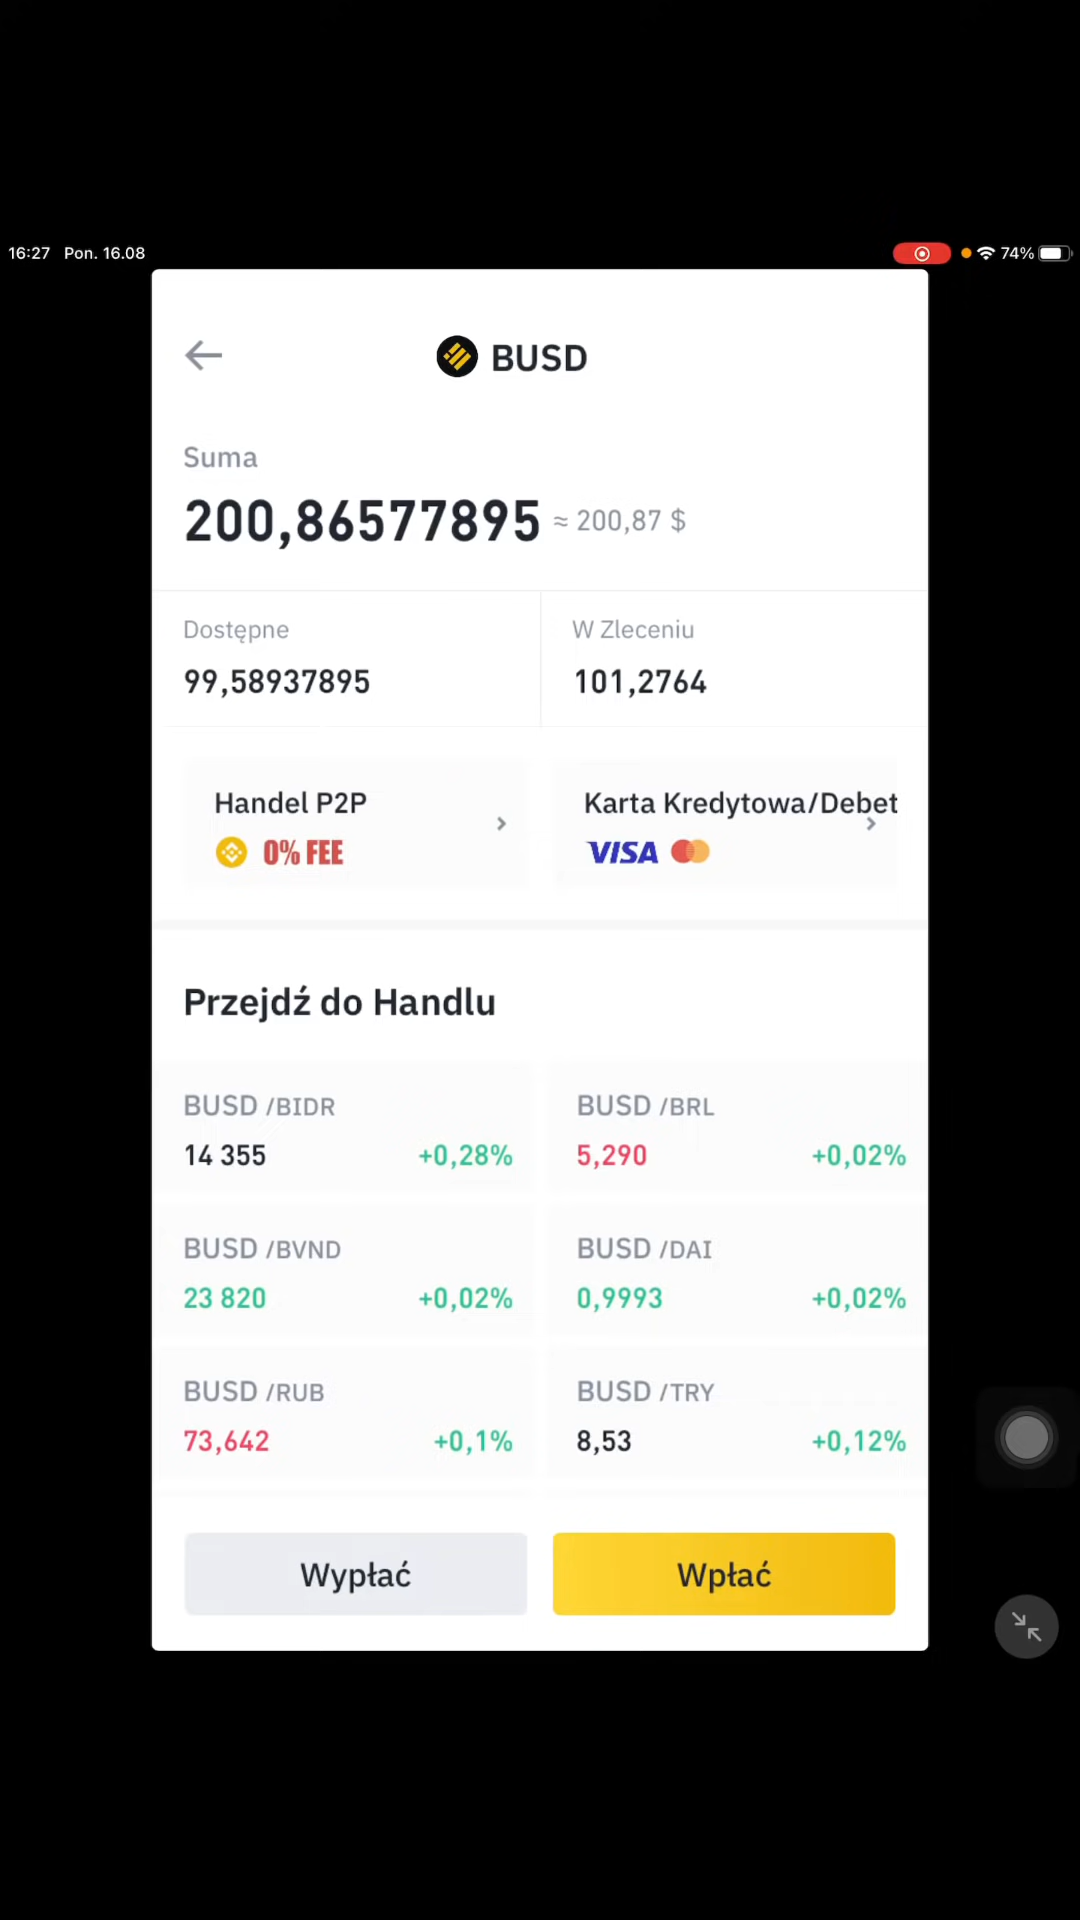 16:27 Pon. 16.08 74%
BUSD
Suma
200,86577895 ≈ 200,87 $
Dostępne W Zleceniu
99,58937895 101,2764
Handel P2P Karta Kredytowa/Debet
0% FEE VISA
Przejdź do Handlu
BUSD /BIDR BUSD /BRL
14 355 +0,28% 5,290 +0,02%
BUSD /BVND BUSD /DAI
23 820 +0,02% 0,9993 +0,02%
BUSD /RUB BUSD /TRY
73,642 +0,1% 8,53 +0,12%
Wypłać Wpłać